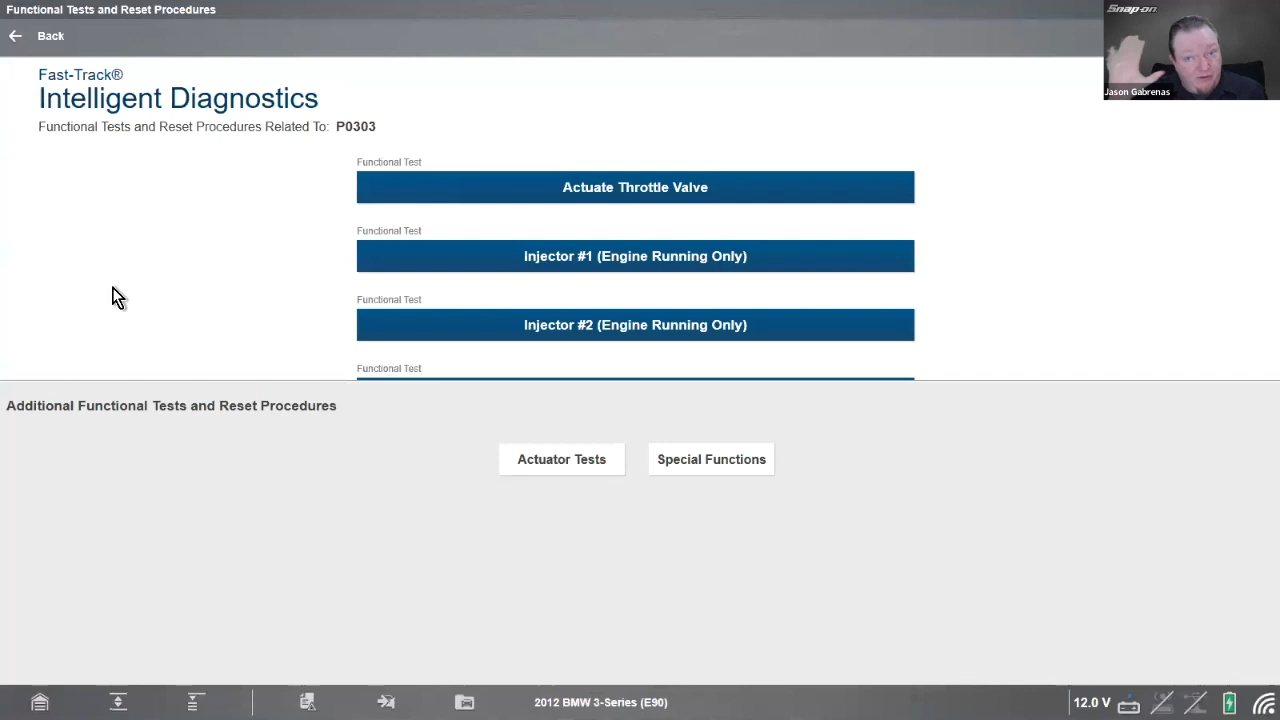 Functional Tests and Reset Procedures
Back
Snap-on
Jason Gabrenas
Fast-Track®
Intelligent Diagnostics
Functional Tests and Reset Procedures Related To: P0303
Functional Test
Actuate Throttle Valve
Functional Test
Injector #1 (Engine Running Only)
Functional Test
Injector #2 (Engine Running Only)
Functional Test
Additional Functional Tests and Reset Procedures
Actuator Tests
Special Functions
2012 BMW 3-Series (E90)
12.0 V